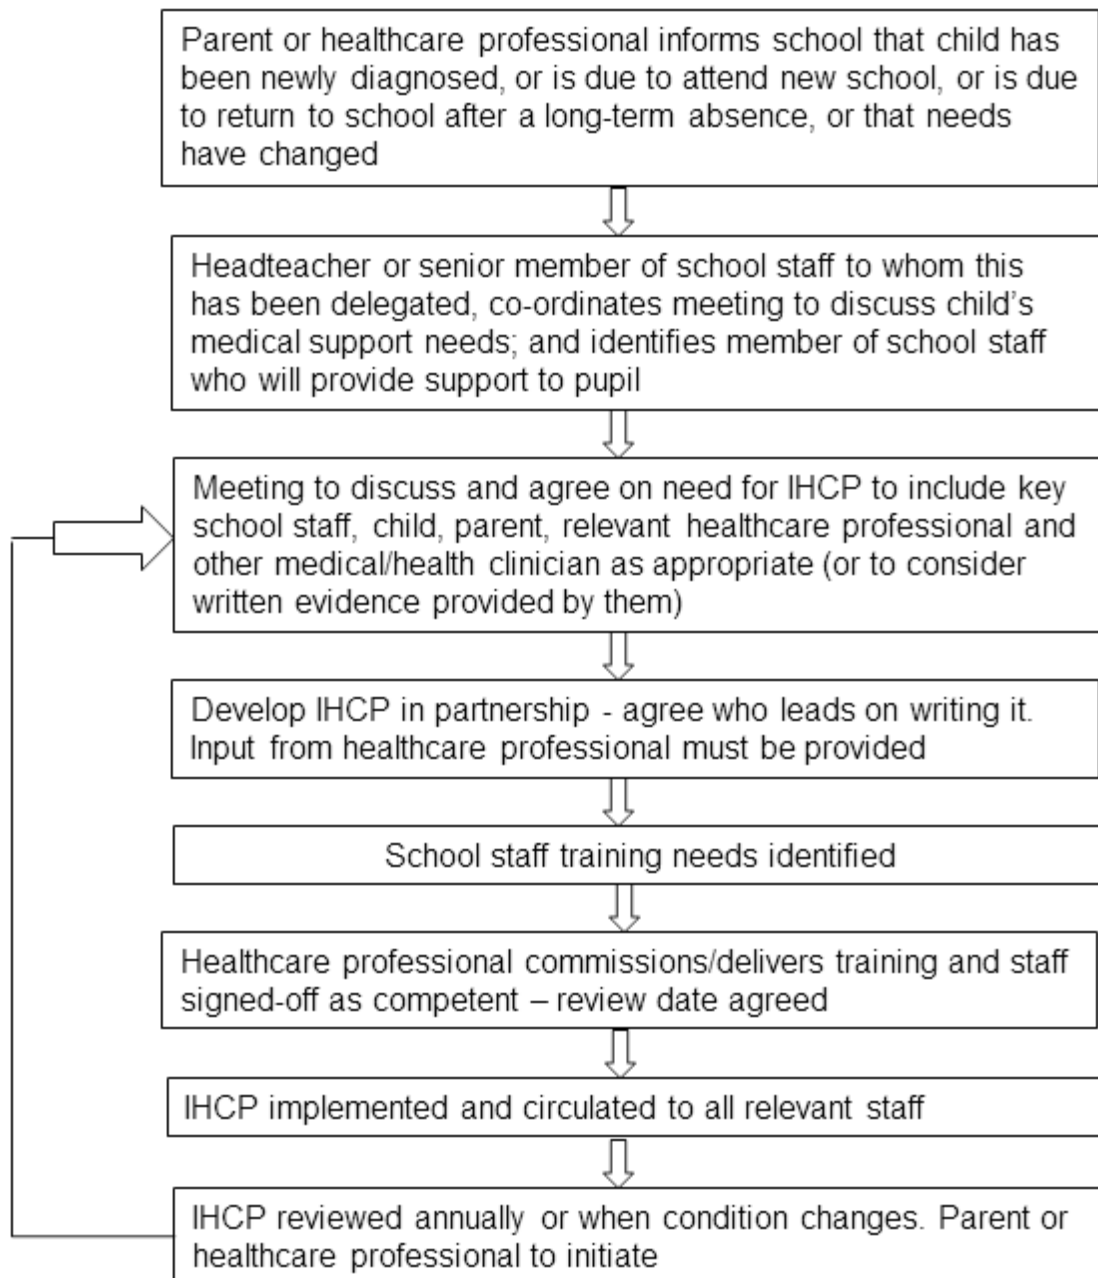 Parent or healthcare professional informs school that child has
been newly diagnosed, or is due to attend new school, or is due
to return to school after a long-term absence, or that needs
have changed
Headteacher or senior member of school staff to whom this
has been delegated, co-ordinates meeting to discuss child’s
medical support needs; and identifies member of school staff
who will provide support to pupil
Meeting to discuss and agree on need for IHCP to include key
school staff, child, parent, relevant healthcare professional and
other medical/health clinician as appropriate (or to consider
written evidence provided by them)
Develop IHCP in partnership - agree who leads on writing it.
Input from healthcare professional must be provided
School staff training needs identified
Healthcare professional commissions/delivers training and staff
signed-off as competent – review date agreed
IHCP implemented and circulated to all relevant staff
IHCP reviewed annually or when condition changes. Parent or
healthcare professional to initiate